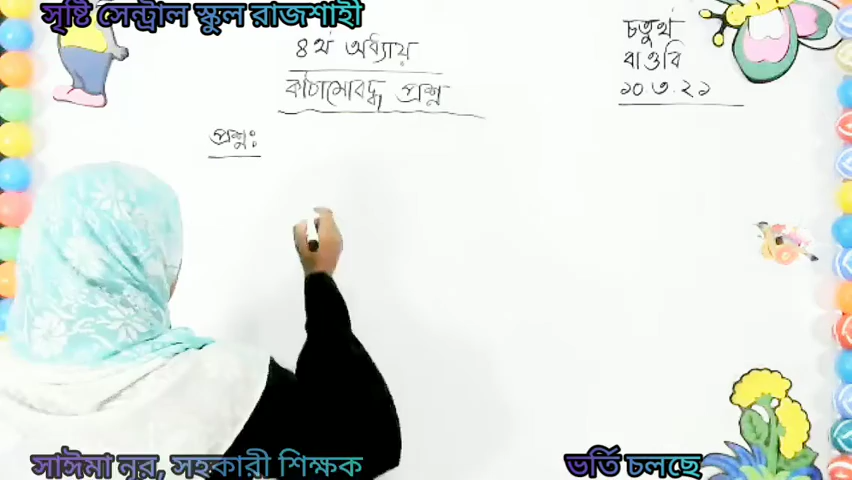 সৃষ্টি সেন্ট্রাল স্কুল রাজশাহী
৪র্থ অধ্যায়
কাঠামোবদ্ধ প্রশ্ন
চতুর্থ
বাওবি
১০.৩.২১
প্রশ্নঃ
সাঈমা নূর, সহকারী শিক্ষক
ভর্তি চলছে